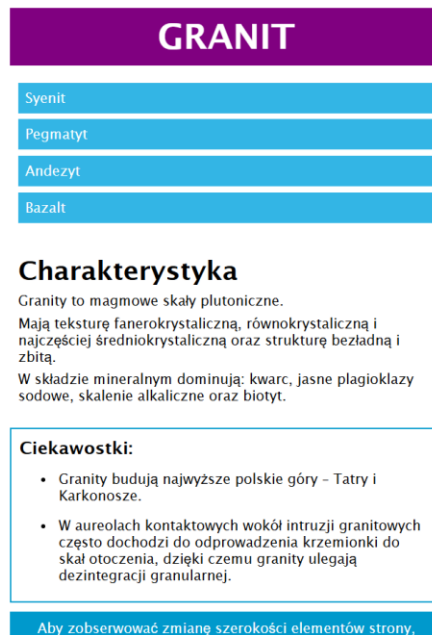 GRANIT
Syenit
Pegmatyt
Andezyt
Bazalt
Charakterystyka
Granity to magmowe skały plutoniczne.
Mają teksturę fanerokrystaliczną, równokrystaliczną i
najczęściej średniokrystaliczną oraz strukturę bezładną i
zbitą.
W składzie mineralnym dominują: kwarc, jasne plagioklazy
sodowe, skalenie alkaliczne oraz biotyt.
Ciekawostki:
• Granity budują najwyższe polskie góry – Tatry i
Karkonosze.
• W aureolach kontaktowych wokół intruzji granitowych
często dochodzi do odprowadzenia krzemionki do
skał otoczenia, dzięki czemu granity ulegają
dezintegracji granularnej.
Aby zobserwować zmianę szerokości elementów strony,